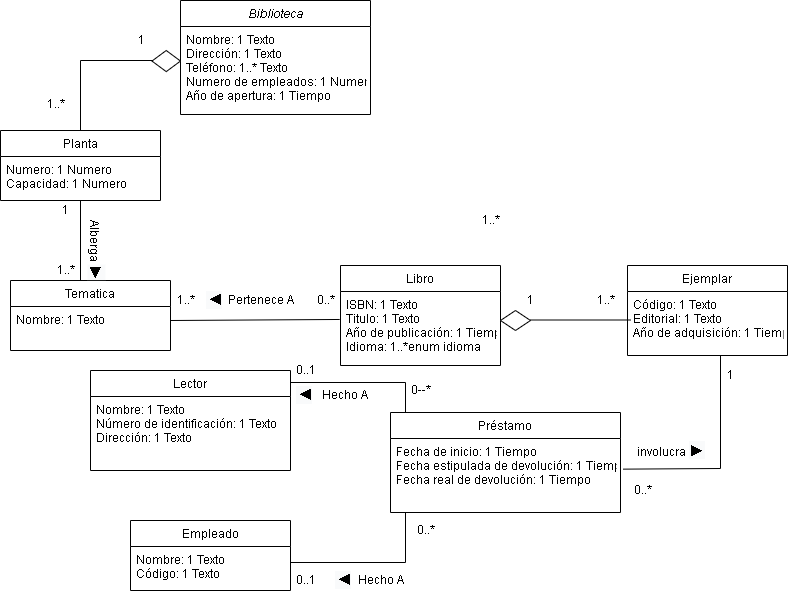 Biblioteca
Nombre: 1 Texto
Dirección: 1 Texto
Teléfono: 1..* Texto
Numero de empleados: 1 Numer
Año de apertura: 1 Tiempo
1
1..*
Planta
Numero: 1 Numero
Capacidad: 1 Numero
1
Alberga
1..*
1..*
Tematica
Nombre: 1 Texto
1..*
Pertenece A
0..*
Libro
ISBN: 1 Texto
Titulo: 1 Texto
Año de publicación: 1 Tiemp
Idioma: 1..*enum idioma
1
1..*
Ejemplar
Código: 1 Texto
Editorial: 1 Texto
Año de adquisición: 1 Tiem
Lector
Nombre: 1 Texto
Número de identificación: 1 Texto
Dirección: 1 Texto
0..1
Hecho A
0--*
1
Préstamo
Fecha de inicio: 1 Tiempo
Fecha estipulada de devolución: 1 Tiemp
Fecha real de devolución: 1 Tiempo
involucra
0..*
0..*
Empleado
Nombre: 1 Texto
Código: 1 Texto
0..1
Hecho A